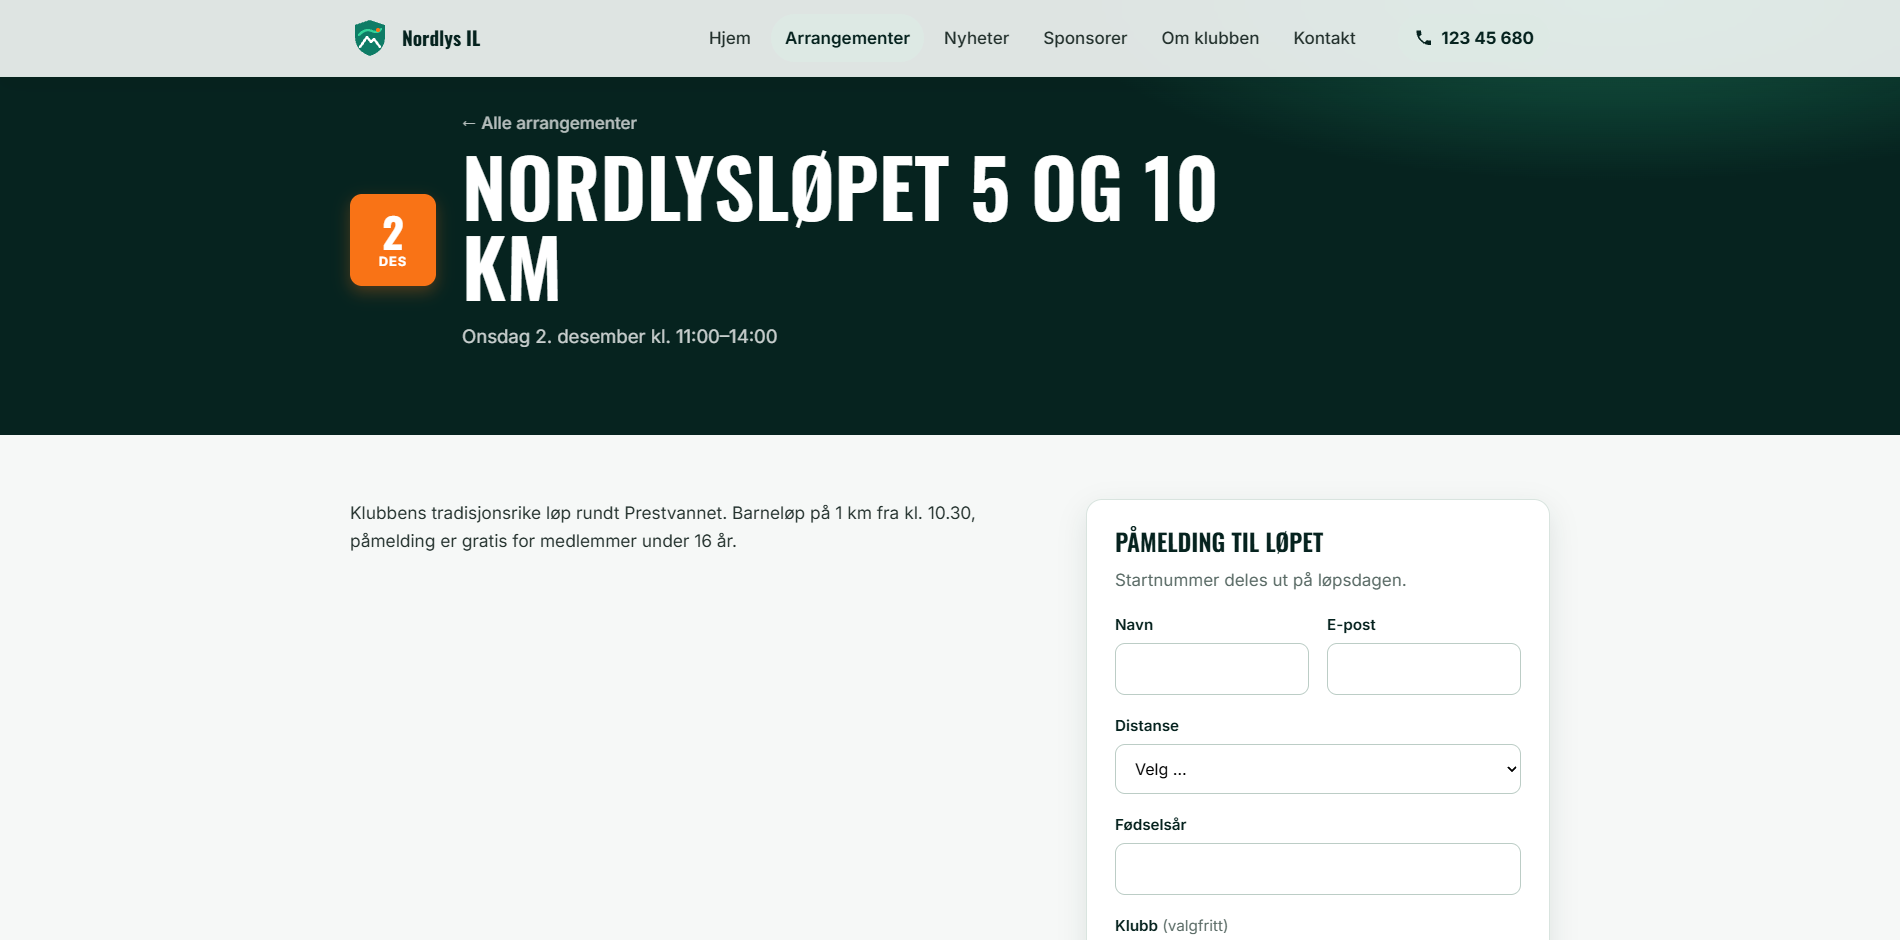 Nordlys IL
Hjem Arrangementer Nyheter Sponsorer Om klubben Kontakt 123 45 680
← Alle arrangementer
NORDLYSLØPET 5 OG 10
KM
2
DES
Onsdag 2. desember kl. 11:00–14:00
Klubbens tradisjonsrike løp rundt Prestvannet. Barneløp på 1 km fra kl. 10.30,
påmelding er gratis for medlemmer under 16 år.
PÅMELDING TIL LØPET
Startnummer deles ut på løpsdagen.
Navn E-post
Distanse
Velg ...
Fødselsår
Klubb (valgfritt)